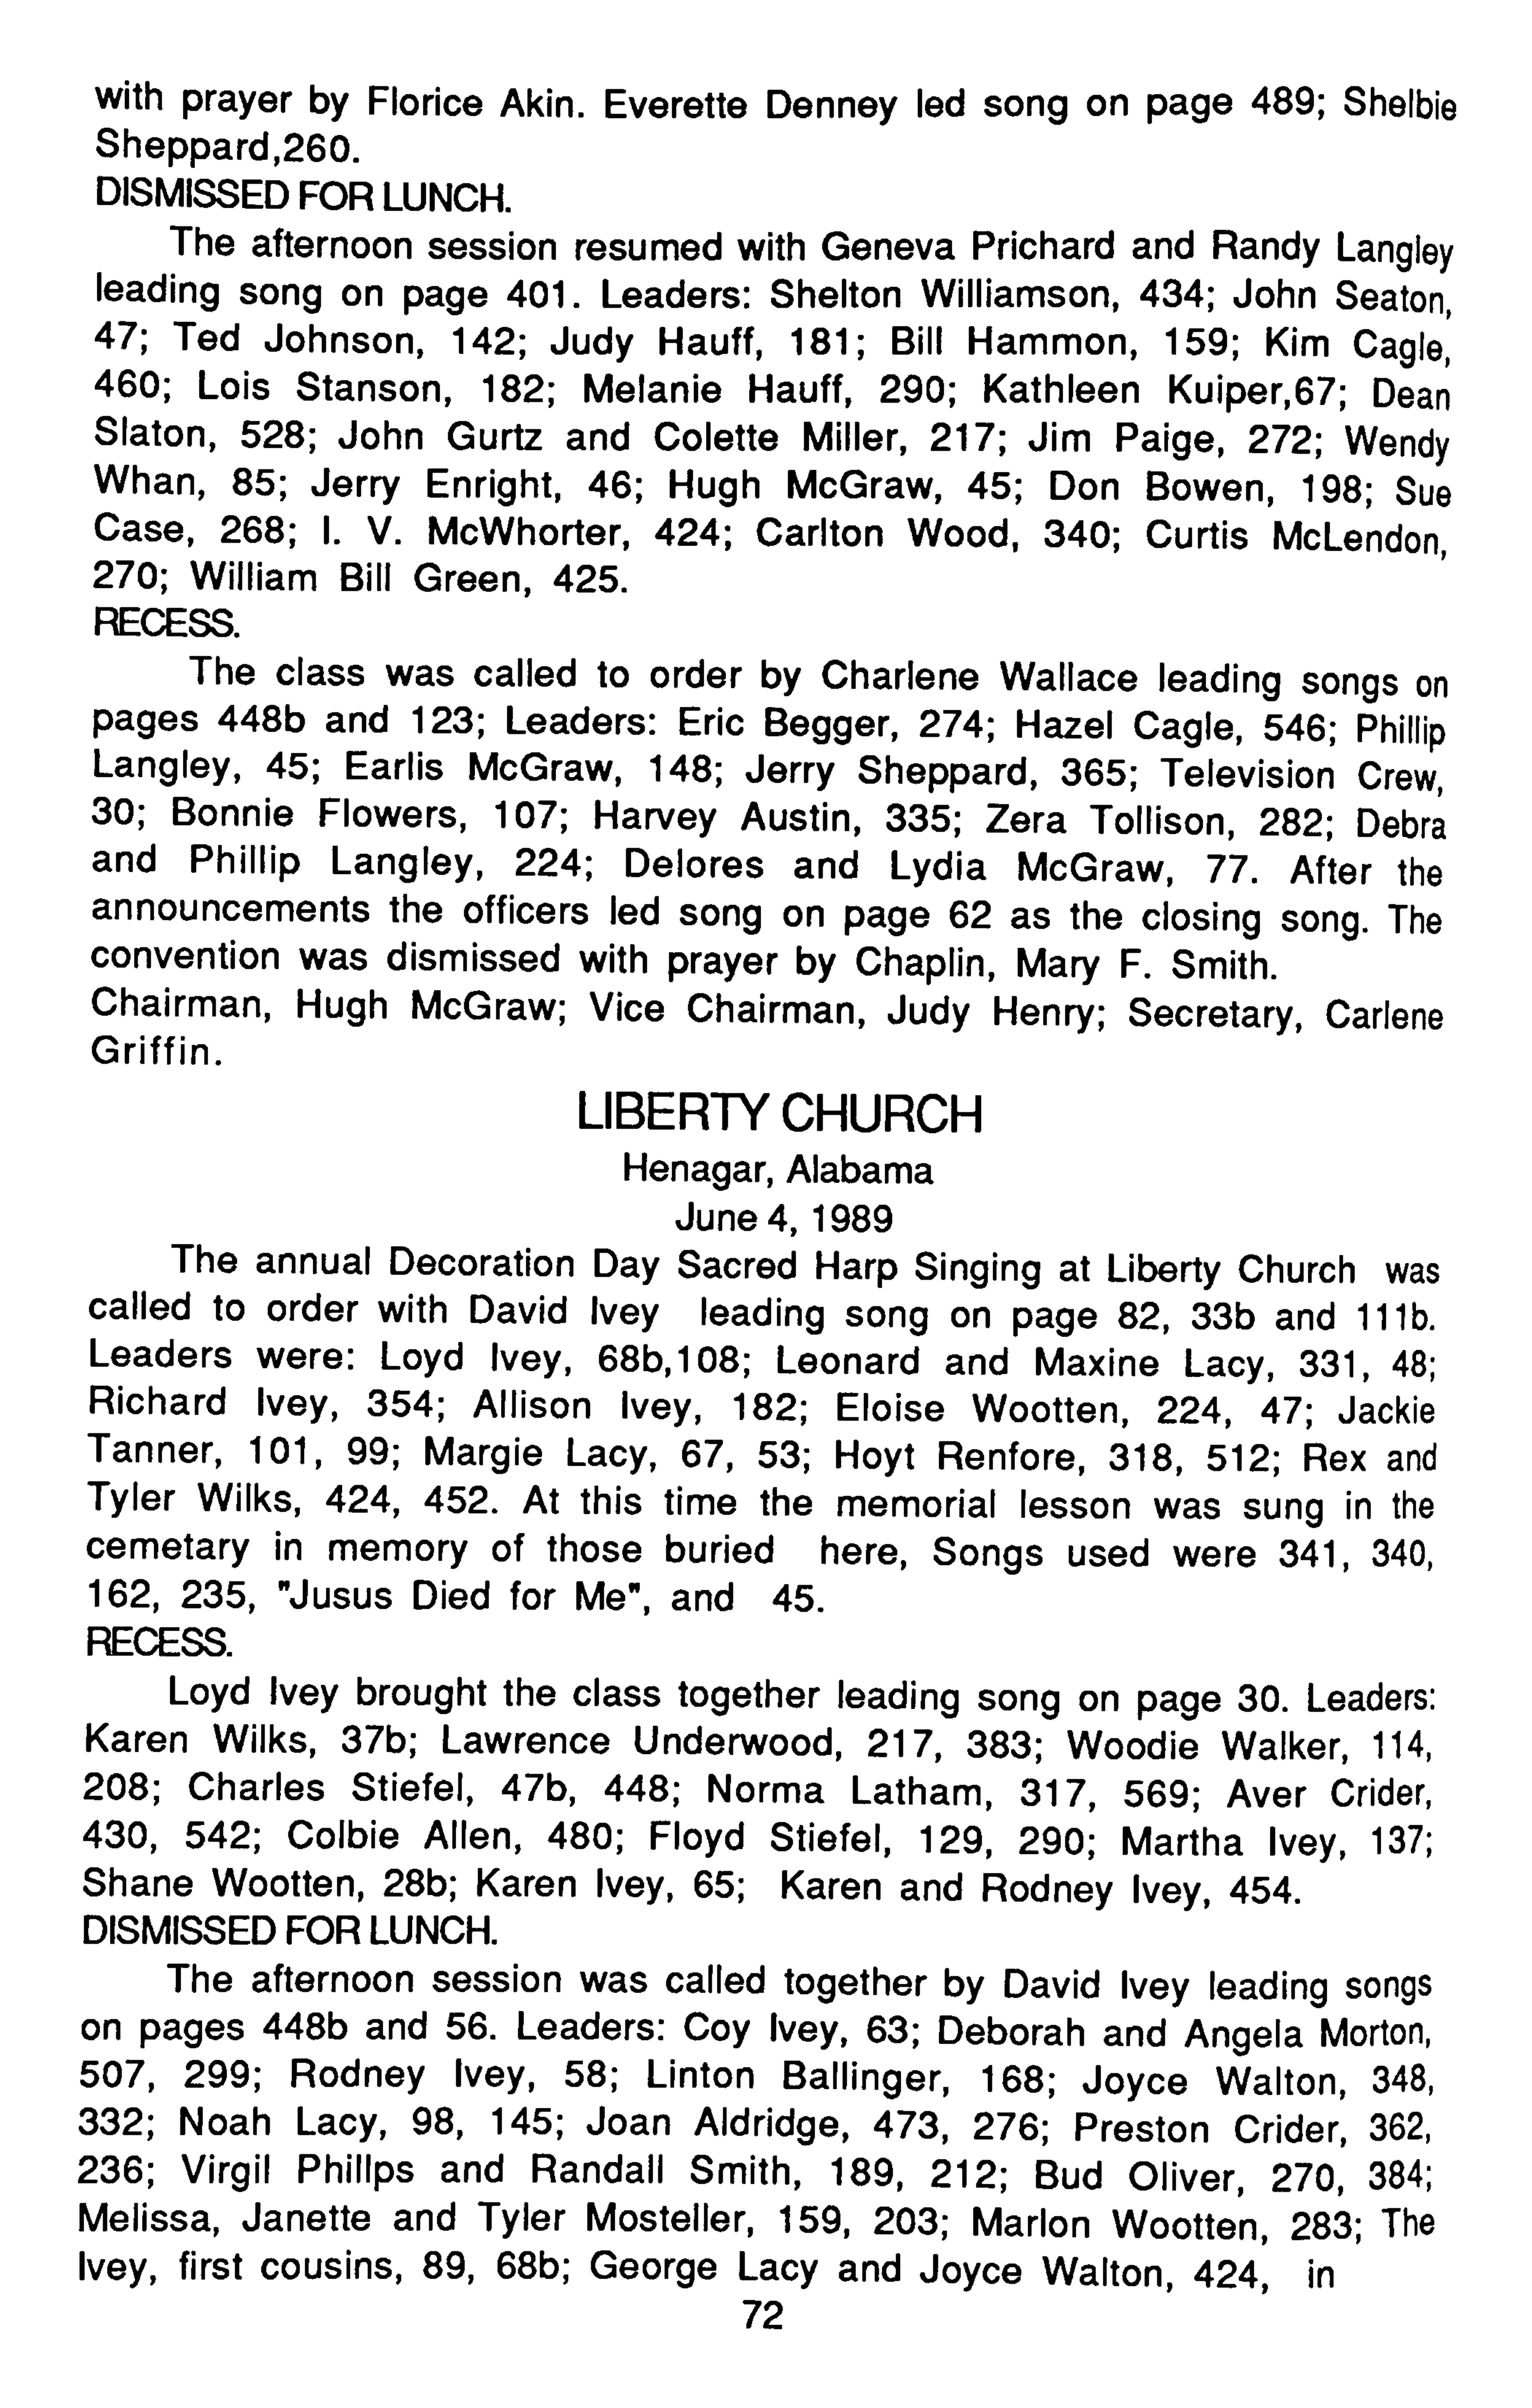 with prayer by Florice Akin. Everette Denney led song on page 489; Shelbie
Sheppard,260.
DISMISSED FOR LUNCH.
The afternoon session resumed with Geneva Prichard and Randy Langley
leading song on page 401. Leaders: Shelton Williamson, 434; John Seaton,
47; Ted Johnson, 142; Judy Hauff, 181; Bill Hammon, 159; Kim Cagle,
460; Lois Stanson, 182; Melanie Hauff, 290; Kathleen Kuiper,67; Dean
Slaton, 528; John Gurtz and Colette Miller, 217; Jim Paige, 272; Wendy
Whan, 85; Jerry Enright, 46; Hugh McGraw, 45; Don Bowen, 198; Sue
Case, 268; I. V. McWhorter, 424; Carlton Wood, 340; Curtis McLendon,
270; William Bill Green, 425.
RECESS.
The class was called to order by Charlene Wallace leading songs on
pages 448b and 123; Leaders: Eric Begger, 274; Hazel Cagle, 546; Phillip
Langley, 45; Earlis McGraw, 148; Jerry Sheppard, 365; Television Crew,
30; Bonnie Flowers, 107; Harvey Austin, 335; Zera Tollison, 282; Debra
and Phillip Langley, 224; Delores and Lydia McGraw, 77. After the
announcements the officers led song on page 62 as the closing song. The
convention was dismissed with prayer by Chaplin, Mary F. Smith.
Chairman, Hugh McGraw; Vice Chairman, Judy Henry; Secretary, Carlene
Griffin.
LIBERTY CHURCH
Henagar, Alabama
June 4, 1989
The annual Decoration Day Sacred Harp Singing at Liberty Church was
called to order with David Ivey leading song on page 82, 33b and 111b.
Leaders were: Loyd Ivey, 68b,108; Leonard and Maxine Lacy, 331, 48;
Richard Ivey, 354; Allison Ivey, 182; Eloise Wootten, 224, 47; Jackie
Tanner, 101, 99; Margie Lacy, 67, 53; Hoyt Renfore, 318, 512; Rex and
Tyler Wilks, 424, 452. At this time the memorial lesson was sung in the
cemetary in memory of those buried here, Songs used were 341, 340,
162, 235, "Jusus Died for Me", and 45.
RECESS.
Loyd Ivey brought the class together leading song on page 30. Leaders:
Karen Wilks, 37b; Lawrence Underwood, 217, 383; Woodie Walker, 114,
208; Charles Stiefel, 47b, 448; Norma Latham, 317, 569; Aver Crider,
430, 542; Colbie Allen, 480; Floyd Stiefel, 129, 290; Martha Ivey, 137;
Shane Wootten, 28b; Karen Ivey, 65; Karen and Rodney Ivey, 454.
DISMISSED FOR LUNCH.
The afternoon session was called together by David Ivey leading songs
on pages 448b and 56. Leaders: Coy Ivey, 63; Deborah and Angela Morton,
507, 299; Rodney Ivey, 58; Linton Ballinger, 168; Joyce Walton, 348,
332; Noah Lacy, 98, 145; Joan Aldridge, 473, 276; Preston Crider, 362,
236; Virgil Phillps and Randall Smith, 189, 212; Bud Oliver, 270, 384;
Melissa, Janette and Tyler Mosteller, 159, 203; Marlon Wootten, 283; The
Ivey, first cousins, 89, 68b; George Lacy and Joyce Walton, 424, in
72